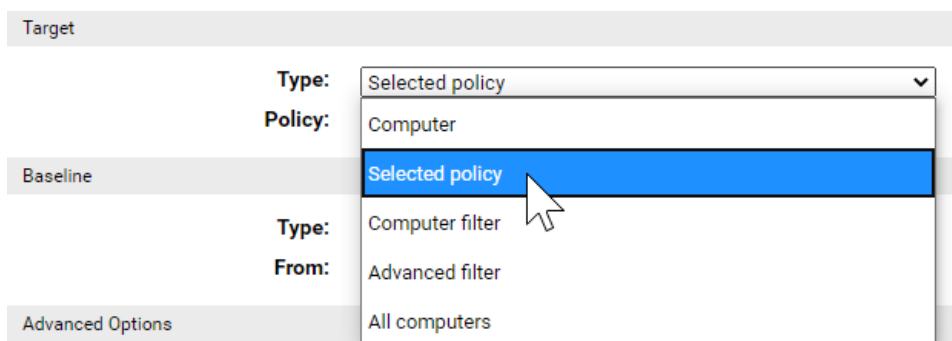 Target
Type: Selected policy
Policy:
Computer
Selected policy
Computer filter
Advanced filter
All computers
Baseline
Type:
From:
Advanced Options